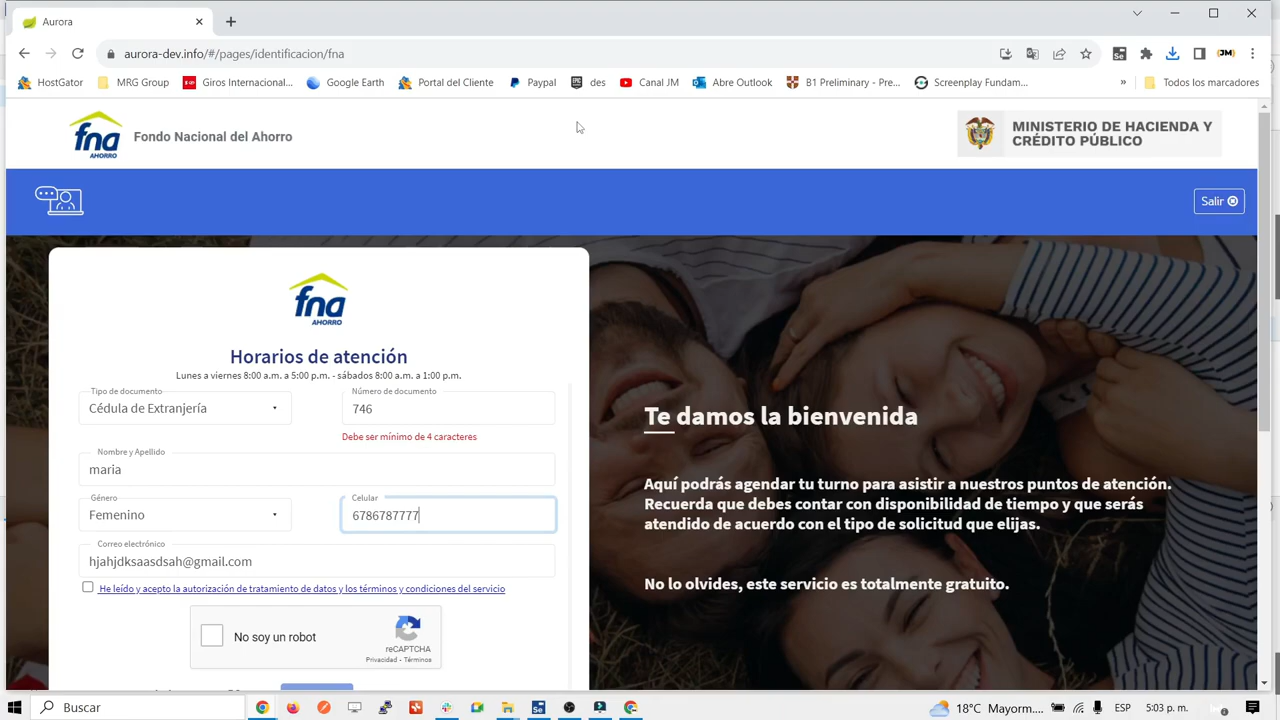 Aurora
aurora-dev.info/#/pages/identificacion/fna
HostGator
MRG Group
Giros Internacional...
Google Earth
Portal del Cliente
Paypal
des
Canal JM
Abre Outlook
B1 Preliminary - Pre...
Screenplay Fundam...
»
Todos los marcadores
fna
AHORRO
Fondo Nacional del Ahorro
MINISTERIO DE HACIENDA Y
CRÉDITO PÚBLICO
Salir
fna
AHORRO
Horarios de atención
Lunes a viernes 8:00 a.m. a 5:00 p.m. - sábados 8:00 a.m. a 1:00 p.m.
Tipo de documento
Cédula de Extranjería
Número de documento
746
Debe ser mínimo de 4 caracteres
Nombre y Apellido
maria
Género
Femenino
Celular
6786787777
Correo electrónico
hjahjdksaasdsah@gmail.com
He leído y acepto la autorización de tratamiento de datos y los términos y condiciones del servicio
No soy un robot
reCAPTCHA
Privacidad - Términos
Te damos la bienvenida
Aquí podrás agendar tu turno para asistir a nuestros puntos de atención.
Recuerda que debes contar con disponibilidad de tiempo y que serás
atendido de acuerdo con el tipo de solicitud que elijas.
No lo olvides, este servicio es totalmente gratuito.
Buscar
18°C Mayorm...
ESP
5:03 p. m.